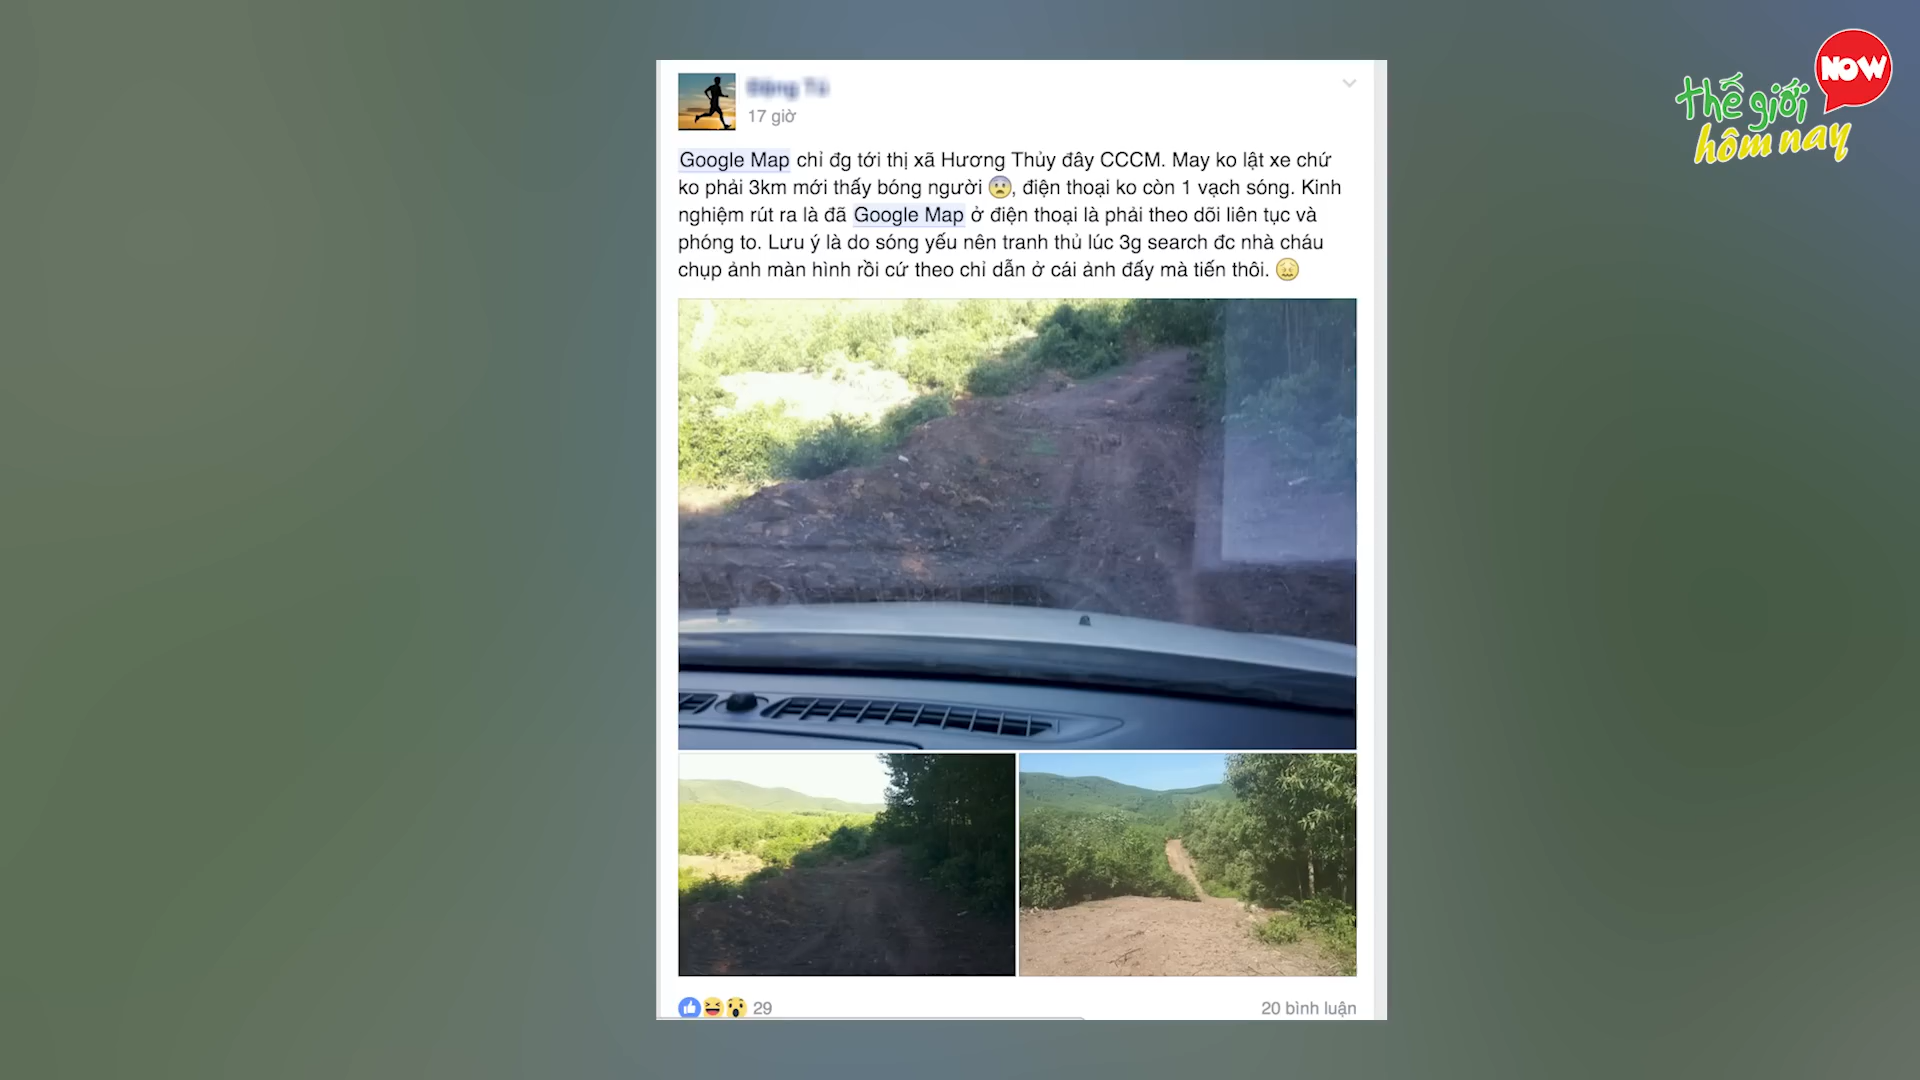 NOW
thế giới
hôm nay
17 giờ
Google Map chỉ đg tới thị xã Hương Thủy đây CCCM. May ko lật xe chứ
ko phải 3km mới thấy bóng người 😨, điện thoại ko còn 1 vạch sóng. Kinh
nghiệm rút ra là đã Google Map ở điện thoại là phải theo dõi liên tục và
phóng to. Lưu ý là do sóng yếu nên tranh thủ lúc 3g search đc nhà cháu
chụp ảnh màn hình rồi cứ theo chỉ dẫn ở cái ảnh đấy mà tiến thôi. 😖
29
20 bình luận